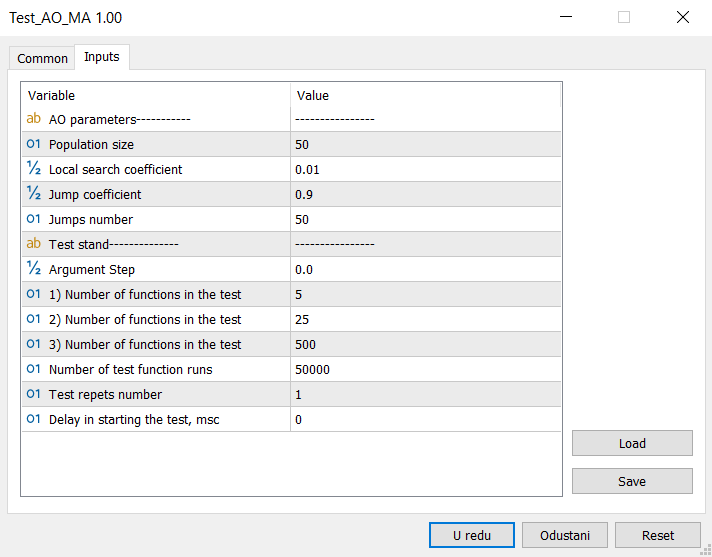 Test_AO_MA 1.00
Common Inputs
Variable Value
ab AO parameters----------- ----------------
01 Population size 50
½ Local search coefficient 0.01
½ Jump coefficient 0.9
01 Jumps number 50
ab Test stand-------------- ----------------
½ Argument Step 0.0
01 1) Number of functions in the test 5
01 2) Number of functions in the test 25
01 3) Number of functions in the test 500
01 Number of test function runs 50000
01 Test repets number 1
01 Delay in starting the test, msc 0
Load
Save
U redu Odustani Reset